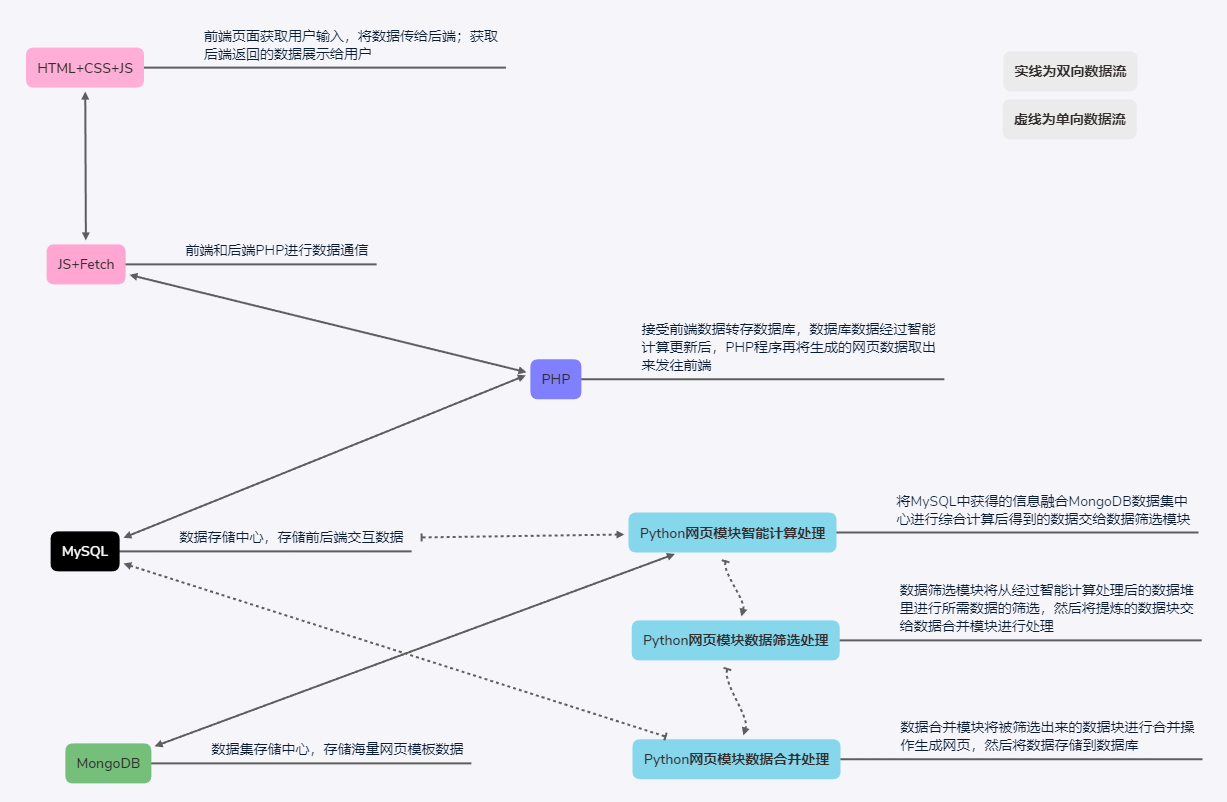 前端页面获取用户输入，将数据传给后端；获取
后端返回的数据展示给用户
HTML+CSS+JS
实线为双向数据流
虚线为单向数据流
前端和后端PHP进行数据通信
JS+Fetch
接受前端数据转存数据库，数据库数据经过智能
计算更新后，PHP程序再将生成的网页数据取出
来发往前端
PHP
数据存储中心，存储前后端交互数据
MySQL
将MySQL中获得的信息融合MongoDB数据集中
心进行综合计算后得到的数据交给数据筛选模块
Python网页模块智能计算处理
数据筛选模块将从经过智能计算处理后的数据堆
里进行所需数据的筛选，然后将提炼的数据块交
给数据合并模块进行处理
Python网页模块数据筛选处理
数据合并模块将被筛选出来的数据块进行合并操
作生成网页，然后将数据存储到数据库
Python网页模块数据合并处理
数据集存储中心，存储海量网页模板数据
MongoDB